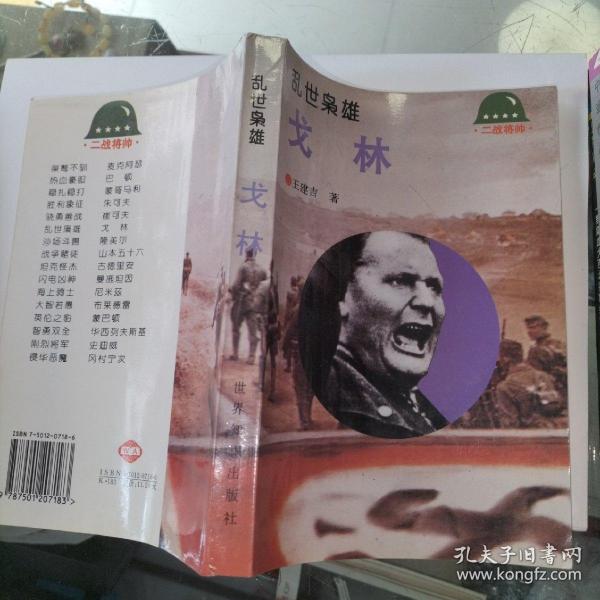 乱世枭雄
戈林
王建吉 著
二战将帅
乱世枭雄
戈林
世界知识出版社
二战将帅
桀骜不驯 麦克阿瑟
热血豪胆 巴顿
稳扎稳打 蒙哥马利
胜利象征 朱可夫
骁勇善战 崔可夫
乱世枭雄 戈林
沙场斗兽 隆美尔
战争赌徒 山本五十六
坦克怪杰 古德里安
闪电凶神 曼施坦因
海上骑士 尼米兹
大智若愚 布莱德雷
英伦之豹 蒙巴顿
智勇双全 华西列夫斯基
刚烈将军 史迪威
侵华恶魔 冈村宁次
ISBN 7-5012-0718-6
9787501207183
孔夫子旧书网
www.kongfz.com